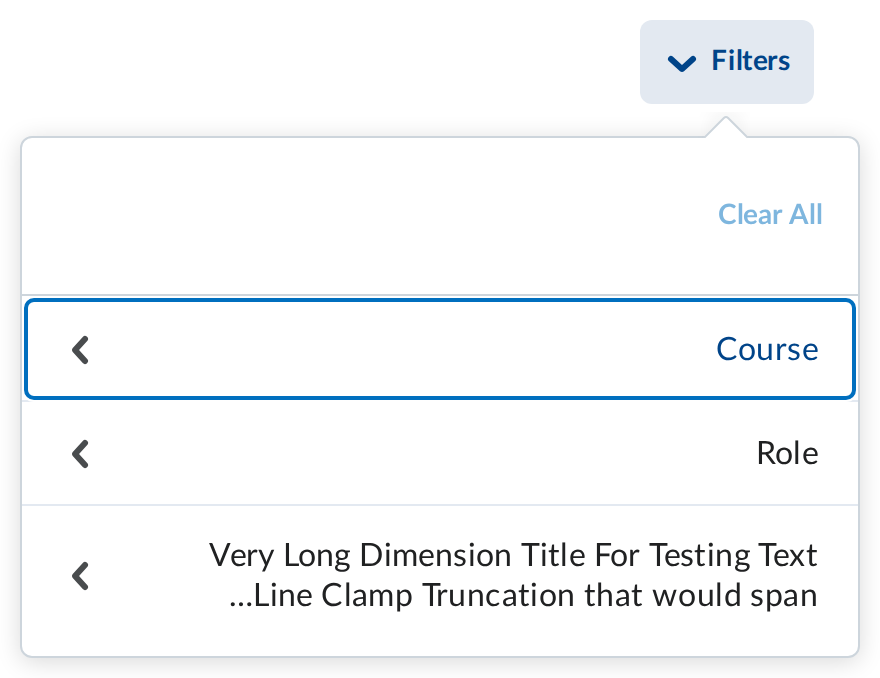 Filters
Clear All
Course
Role
Very Long Dimension Title For Testing Text
...Line Clamp Truncation that would span